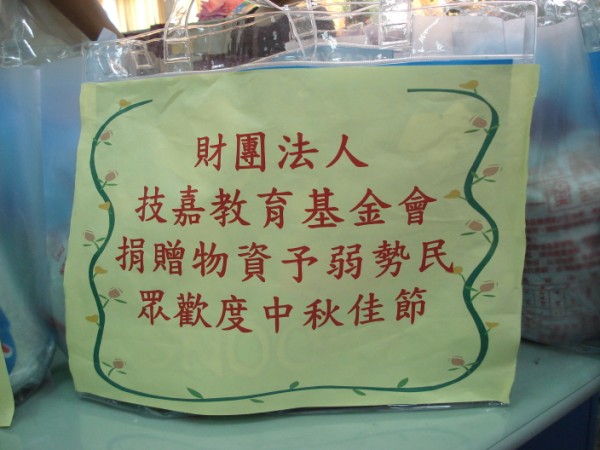 財團法人
技嘉教育基金會
捐贈物資予弱勢民
眾歡度中秋佳節